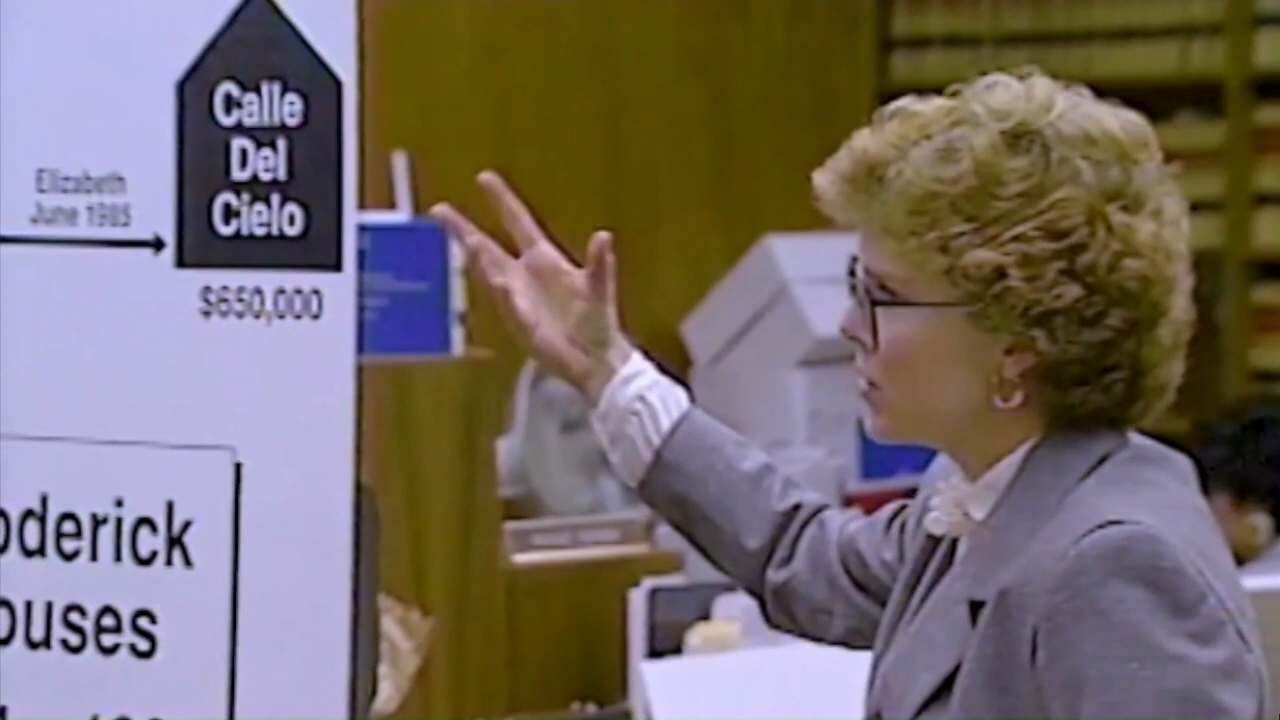 Calle
Del
Cielo
Elizabeth
June 1985
$650,000
oderick
ouses